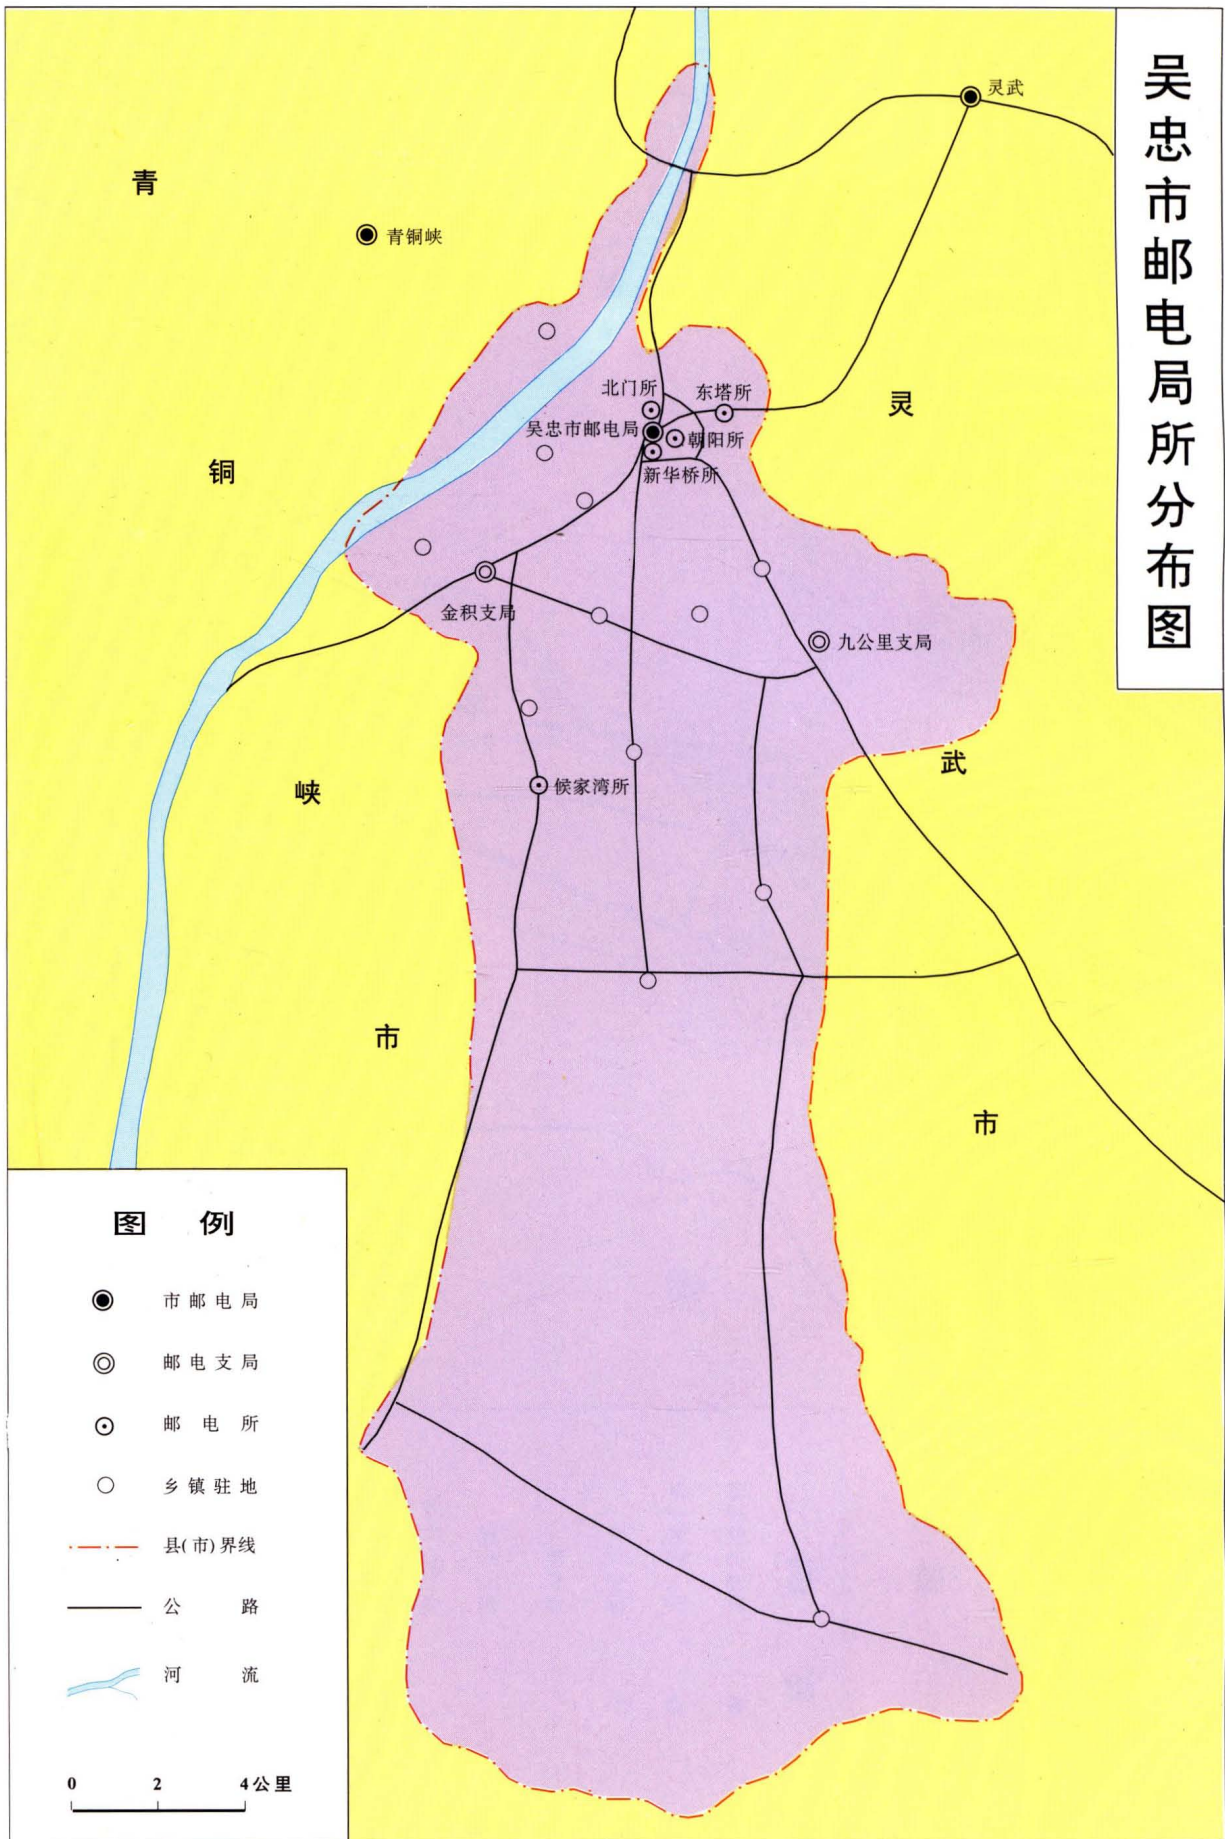 吴忠市邮电局所分布图
灵武
青铜峡
青铜峡市
灵武市
北门所
东塔所
吴忠市邮电局
朝阳所
新华桥所
金积支局
九公里支局
候家湾所
图 例
市邮电局
邮电支局
邮电所
乡镇驻地
县(市)界线
公路
河流
0 2 4公里